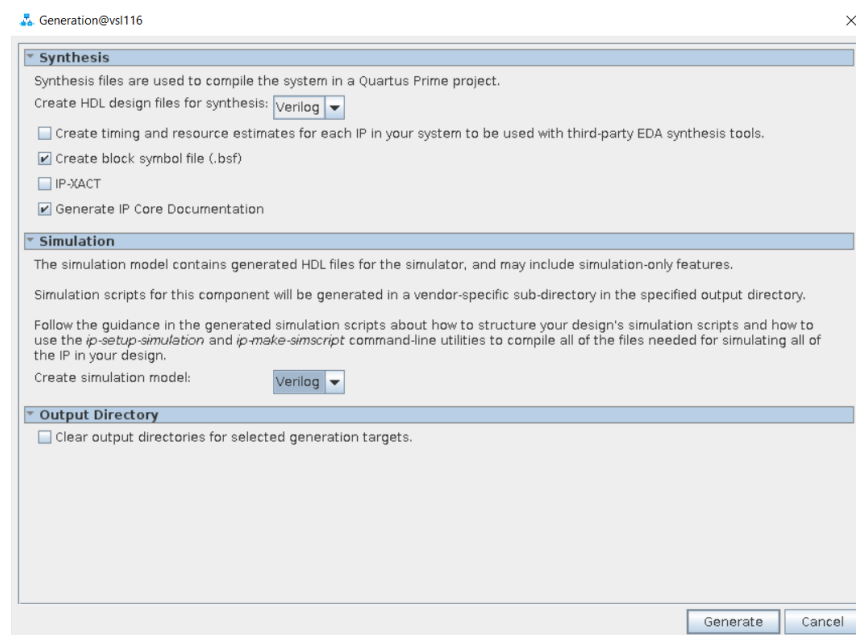 Generation@vsl116
Synthesis
Synthesis files are used to compile the system in a Quartus Prime project.
Create HDL design files for synthesis: Verilog
Create timing and resource estimates for each IP in your system to be used with third-party EDA synthesis tools.
Create block symbol file (.bsf)
IP-XACT
Generate IP Core Documentation
Simulation
The simulation model contains generated HDL files for the simulator, and may include simulation-only features.
Simulation scripts for this component will be generated in a vendor-specific sub-directory in the specified output directory.
Follow the guidance in the generated simulation scripts about how to structure your design's simulation scripts and how to
use the ip-setup-simulation and ip-make-simscript command-line utilities to compile all of the files needed for simulating all of
the IP in your design.
Create simulation model: Verilog
Output Directory
Clear output directories for selected generation targets.
Generate Cancel